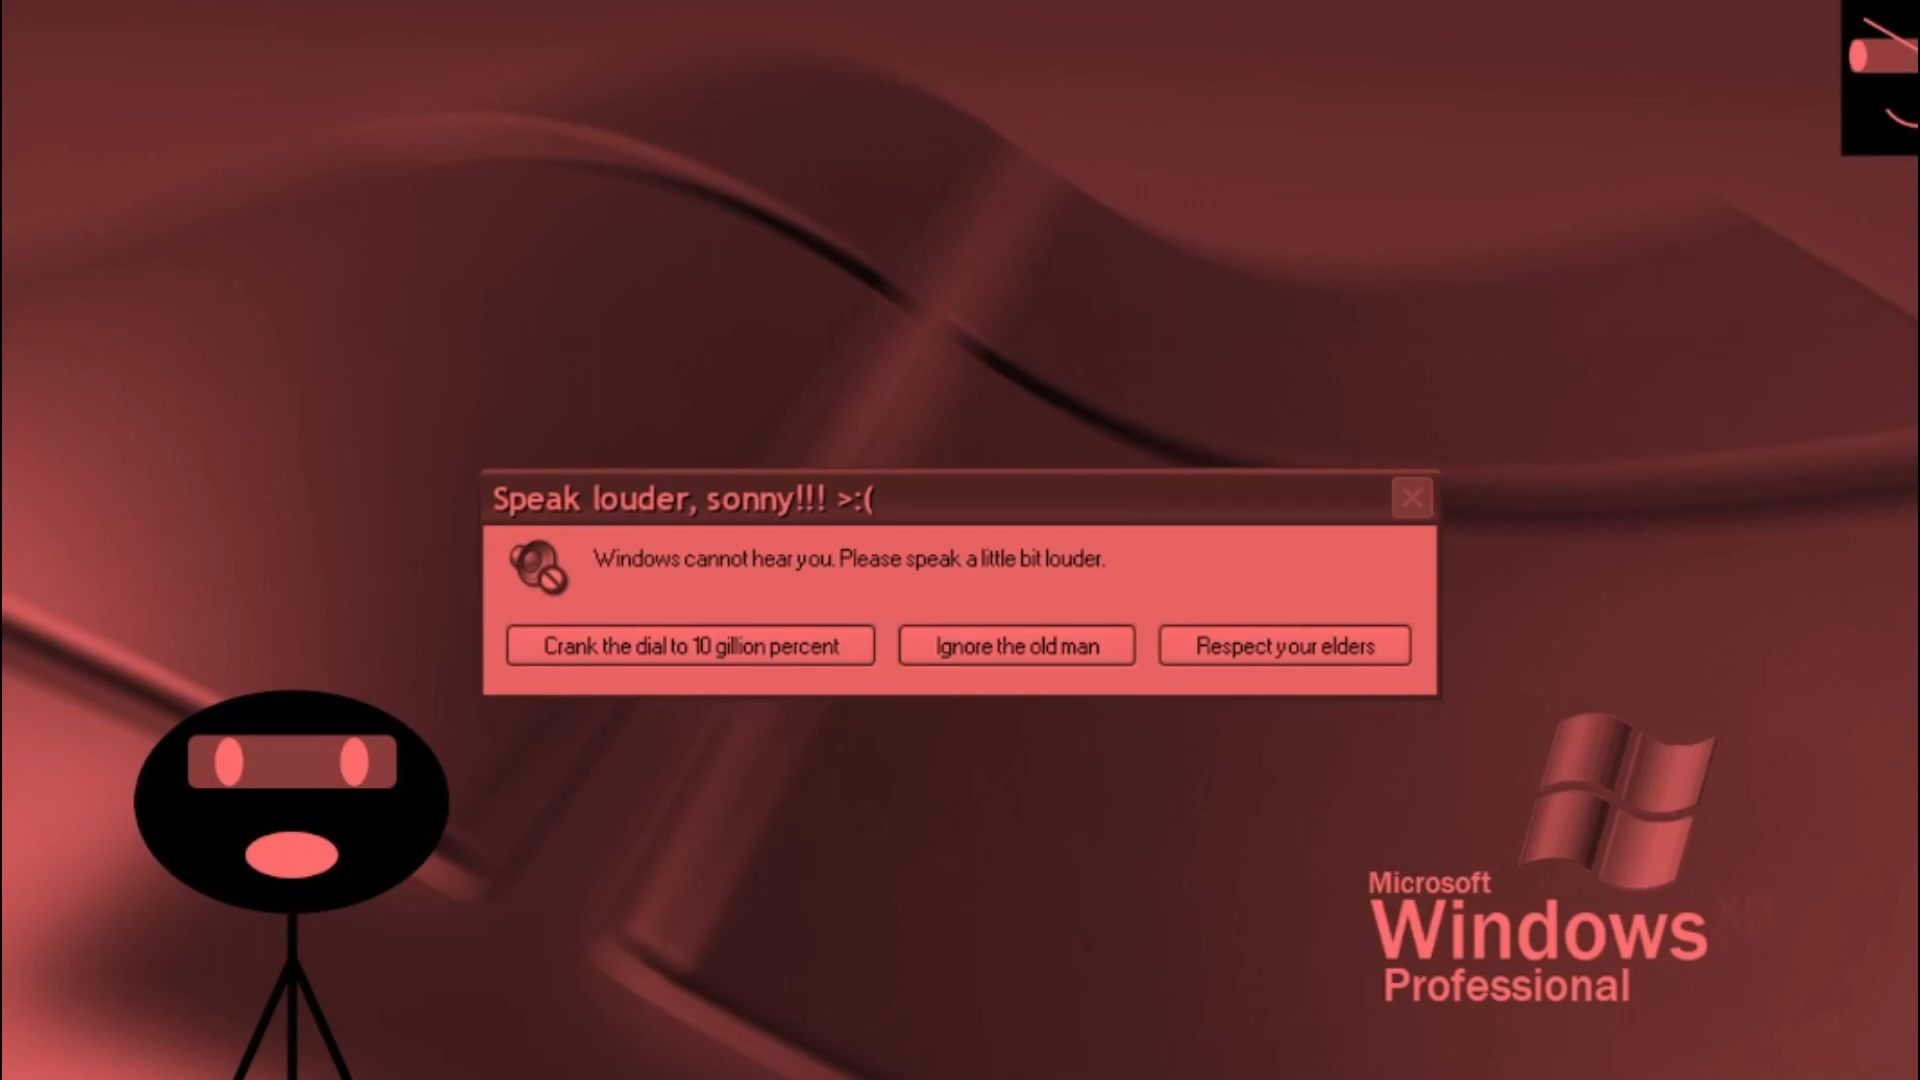 Speak louder, sonny!!! >:(
Windows cannot hear you. Please speak a little bit louder.
Crank the dial to 10 gillion percent
Ignore the old man
Respect your elders
Microsoft
Windows xp
Professional